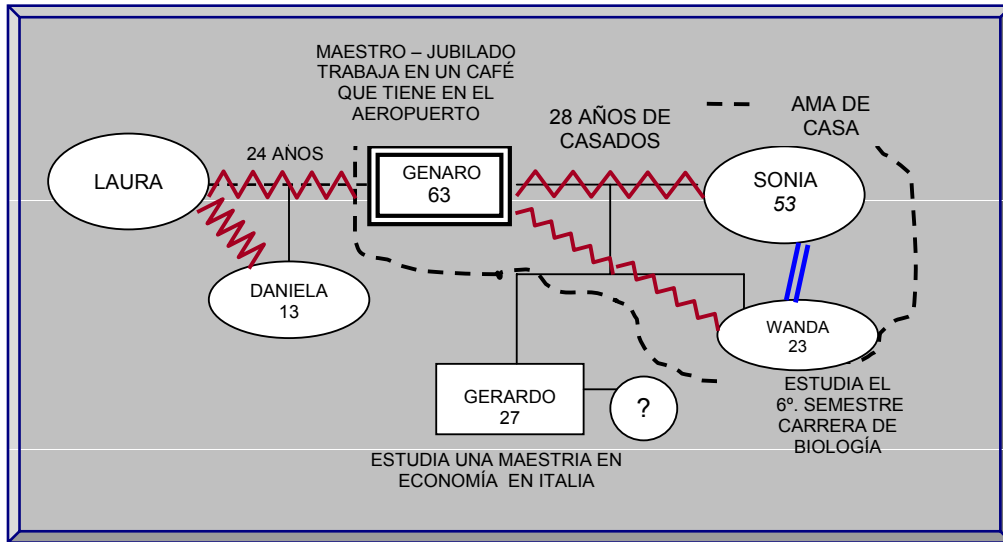 MAESTRO – JUBILADO
TRABAJA EN UN CAFÉ
QUE TIENE EN EL
AEROPUERTO
28 AÑOS DE
CASADOS
AMA DE
CASA
24 AÑOS
LAURA
GENARO
63
SONIA
53
DANIELA
13
WANDA
23
GERARDO
27
?
ESTUDIA EL
6º. SEMESTRE
CARRERA DE
BIOLOGÍA
ESTUDIA UNA MAESTRIA EN
ECONOMÍA EN ITALIA